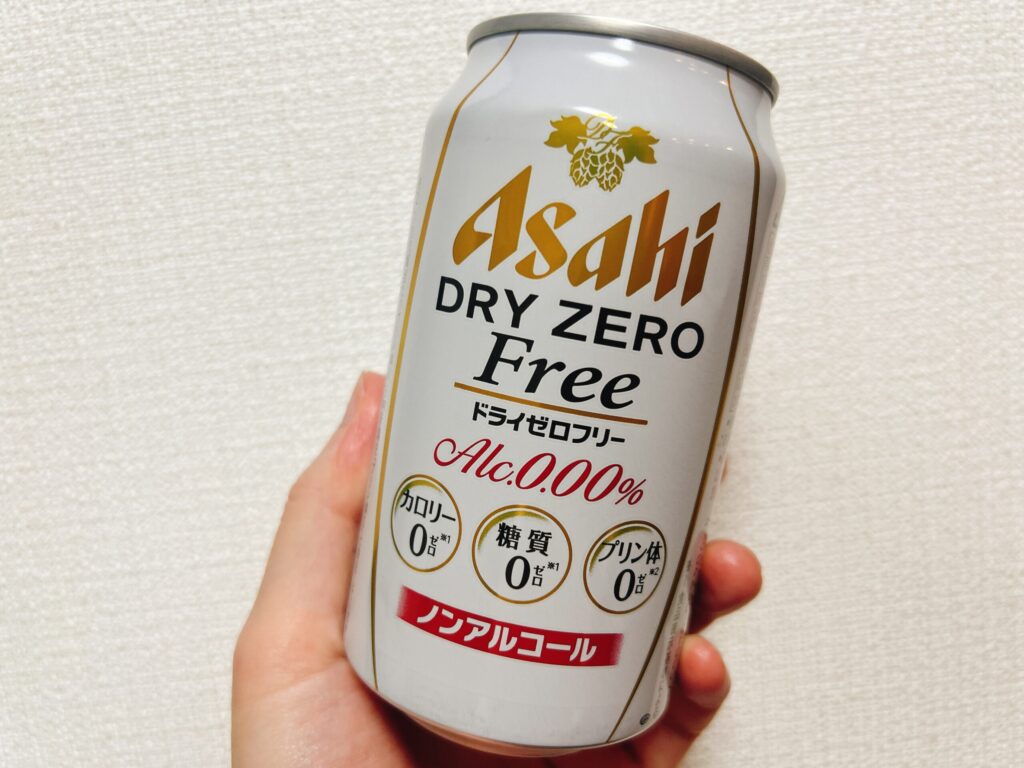 Asahi
DRY ZERO
Free
ドライゼロフリー
Alc.0.00%
カロリー
0ゼロ※1
糖質
0ゼロ※1
プリン体
0ゼロ※2
ノンアルコール